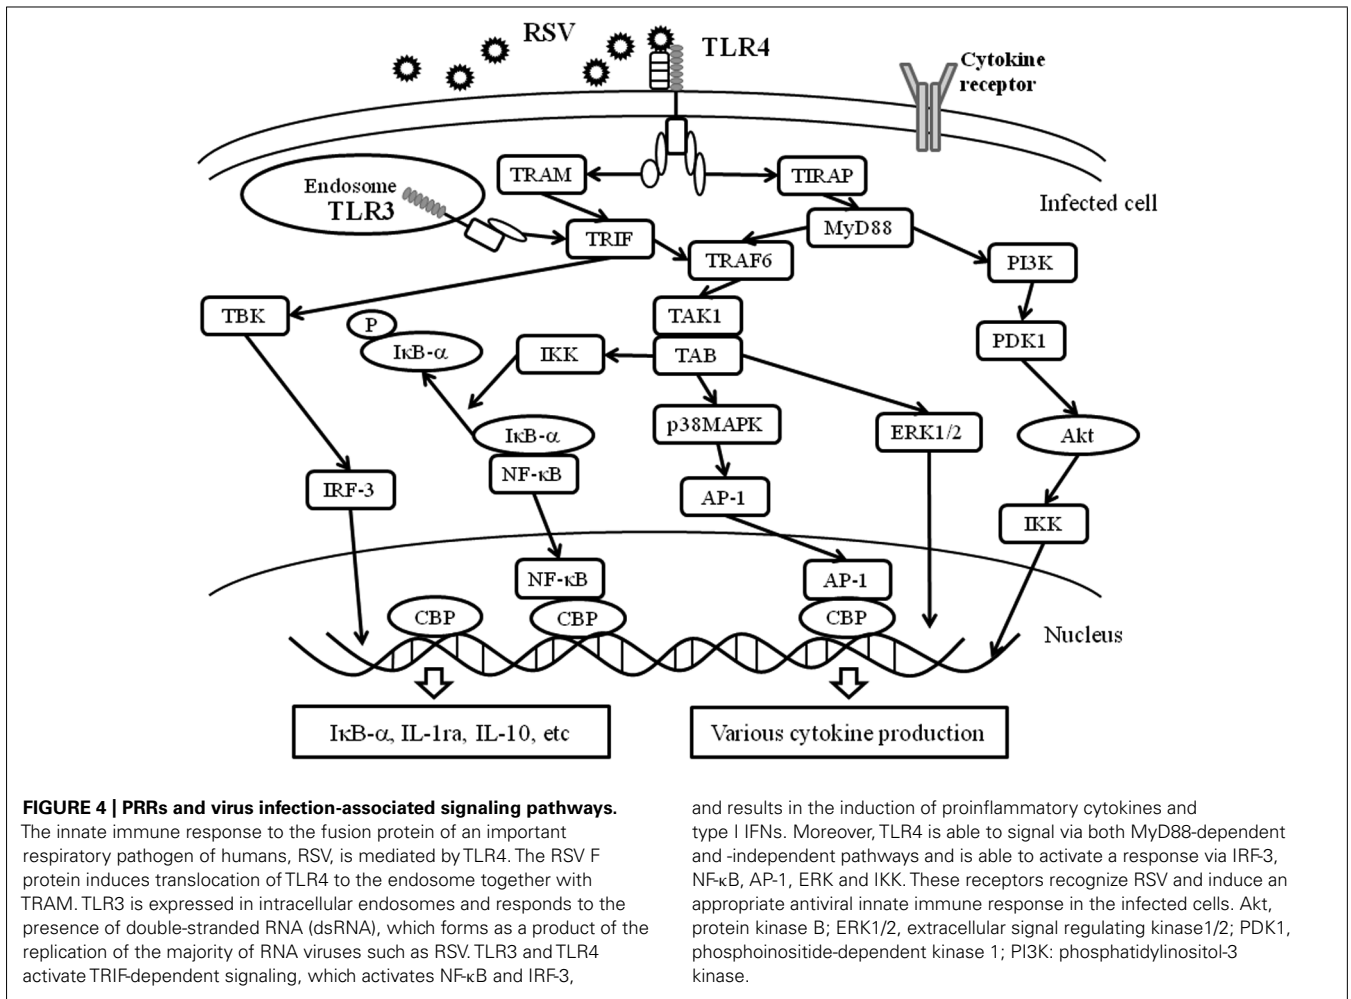 RSV
TLR4
Cytokine
receptor
TRAM
TIRAP
Endosome
TLR3
Infected cell
MyD88
TRIF
TRAF6
PI3K
TBK
TAK1
P
IκB-α
IKK
TAB
PDK1
p38MAPK
ERK1/2
Akt
IκB-α
NF-κB
IRF-3
AP-1
IKK
NF-κB
AP-1
CBP
CBP
CBP
Nucleus
IκB-α, IL-1ra, IL-10, etc
Various cytokine production
FIGURE 4 | PRRs and virus infection-associated signaling pathways.
The innate immune response to the fusion protein of an important
respiratory pathogen of humans, RSV, is mediated by TLR4. The RSV F
protein induces translocation of TLR4 to the endosome together with
TRAM. TLR3 is expressed in intracellular endosomes and responds to the
presence of double-stranded RNA (dsRNA), which forms as a product of the
replication of the majority of RNA viruses such as RSV. TLR3 and TLR4
activate TRIF-dependent signaling, which activates NF-κB and IRF-3,
and results in the induction of proinflammatory cytokines and
type I IFNs. Moreover, TLR4 is able to signal via both MyD88-dependent
and -independent pathways and is able to activate a response via IRF-3,
NF-κB, AP-1, ERK and IKK. These receptors recognize RSV and induce an
appropriate antiviral innate immune response in the infected cells. Akt,
protein kinase B; ERK1/2, extracellular signal regulating kinase1/2; PDK1,
phosphoinositide-dependent kinase 1; PI3K: phosphatidylinositol-3
kinase.